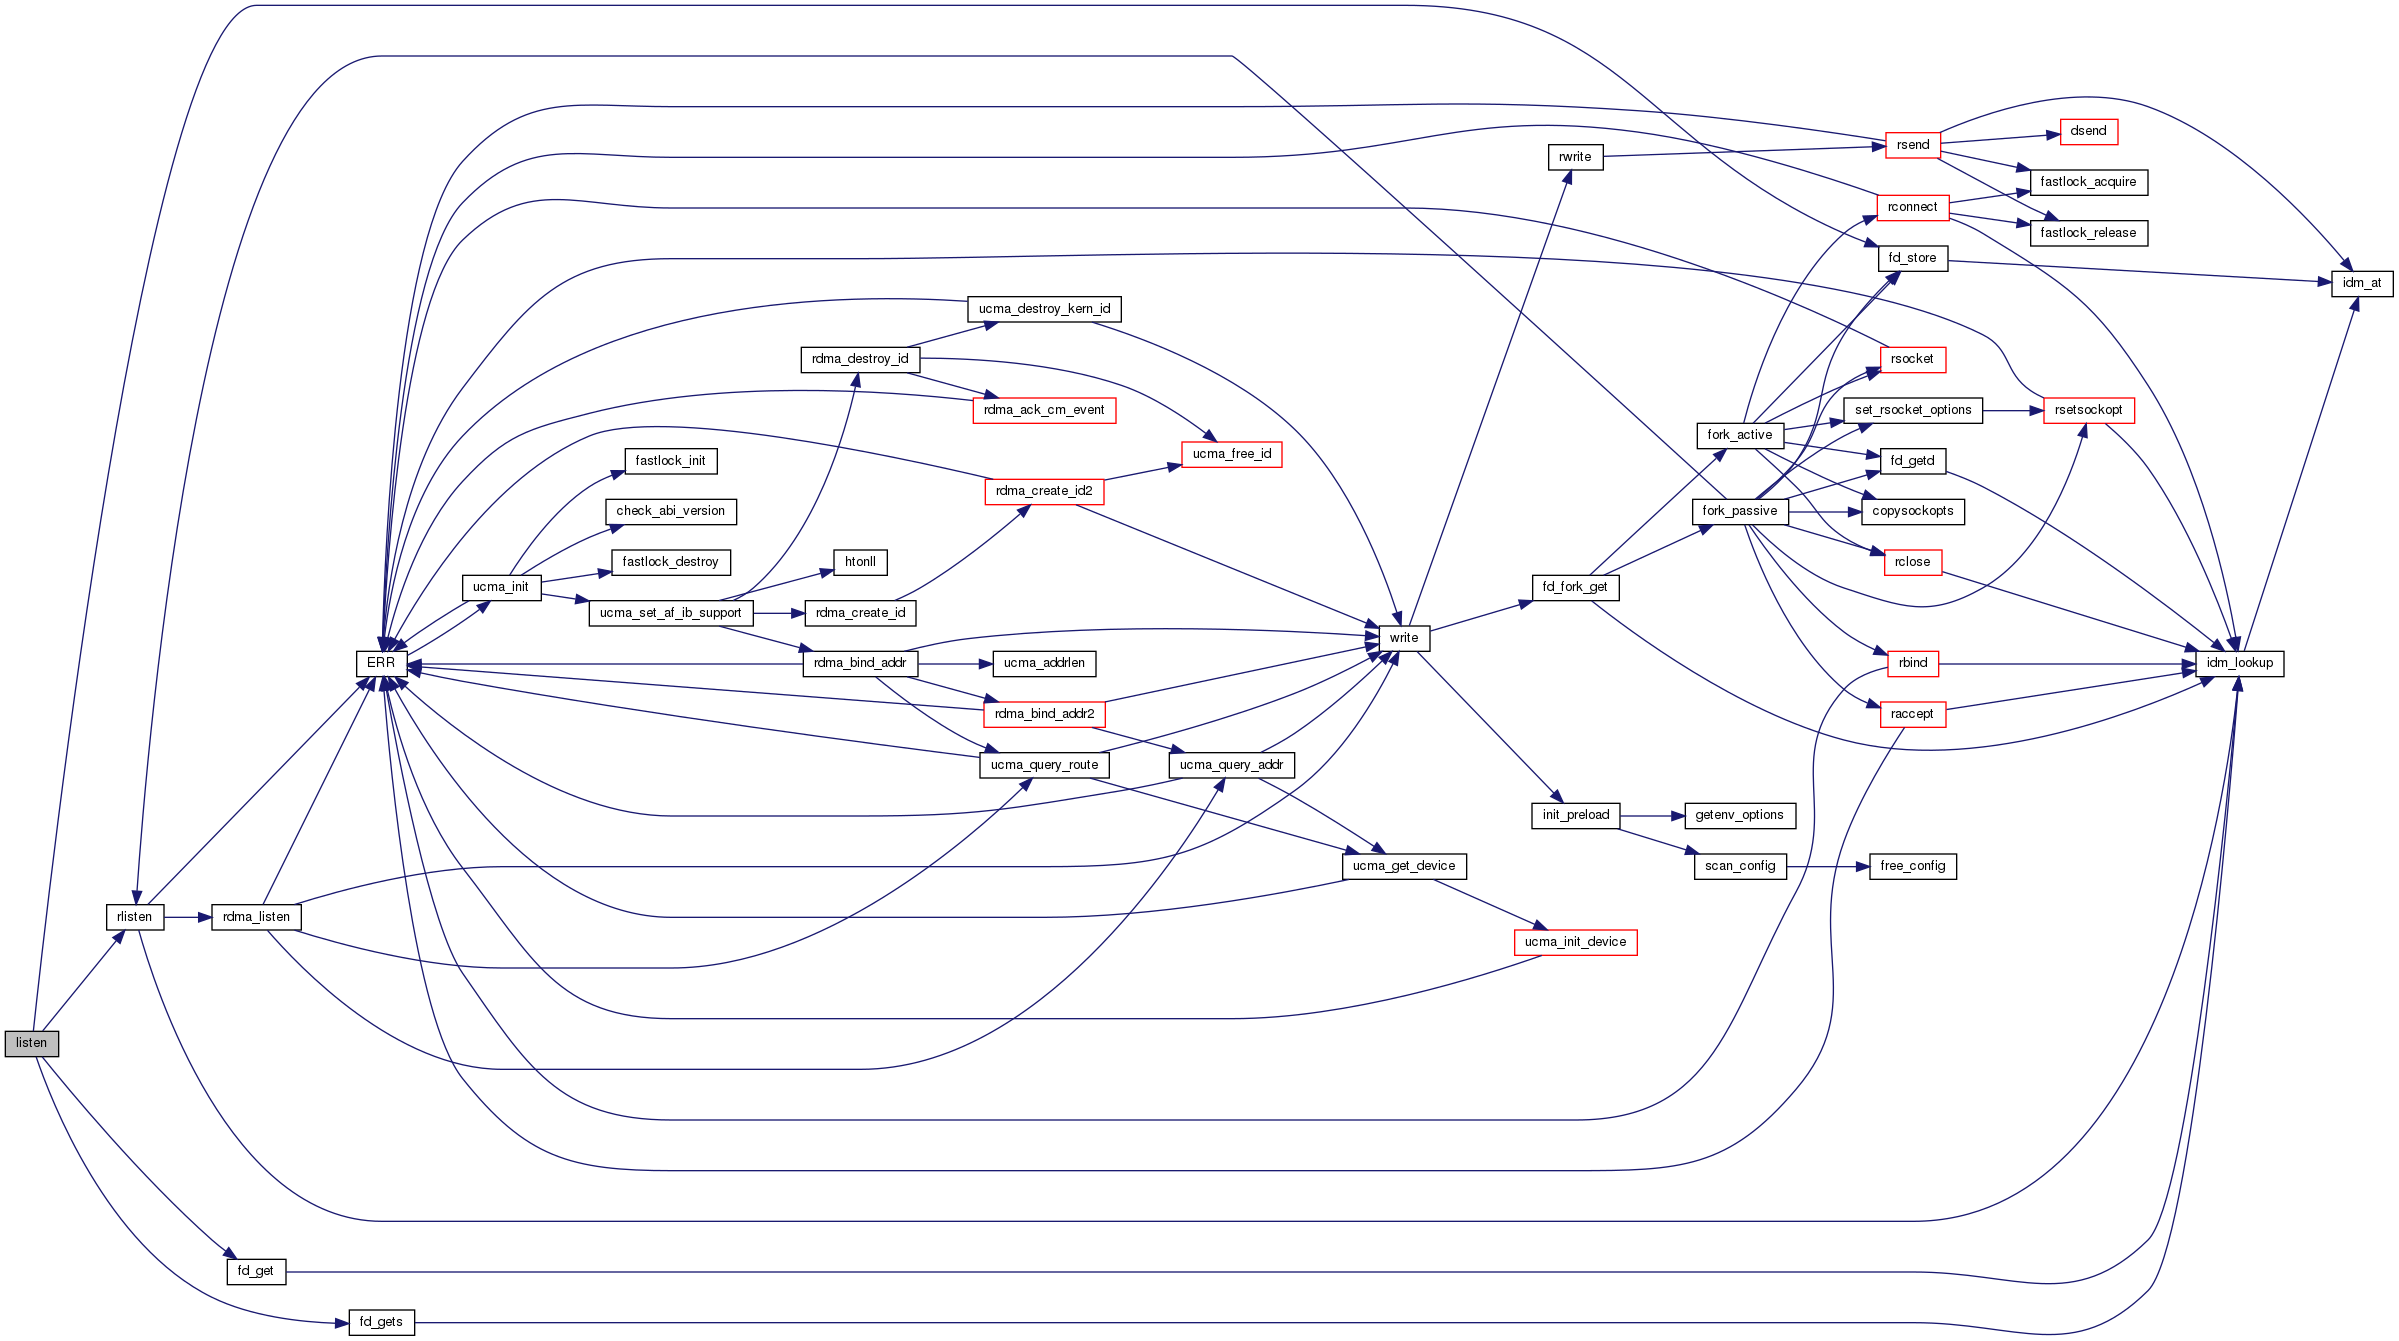 listen
rlisten
rdma_listen
fd_get
fd_gets
ERR
ucma_init
fastlock_init
check_abi_version
fastlock_destroy
ucma_set_af_ib_support
rdma_destroy_id
htonll
rdma_create_id
rdma_bind_addr
ucma_destroy_kern_id
rdma_ack_cm_event
rdma_create_id2
ucma_addrlen
rdma_bind_addr2
ucma_query_route
ucma_free_id
ucma_query_addr
write
ucma_get_device
rwrite
fd_fork_get
init_preload
ucma_init_device
fork_active
fork_passive
getenv_options
scan_config
rsend
rconnect
fd_store
rsocket
set_rsocket_options
fd_getd
copysockopts
rclose
rbind
raccept
free_config
dsend
fastlock_acquire
fastlock_release
rsetsockopt
idm_lookup
idm_at